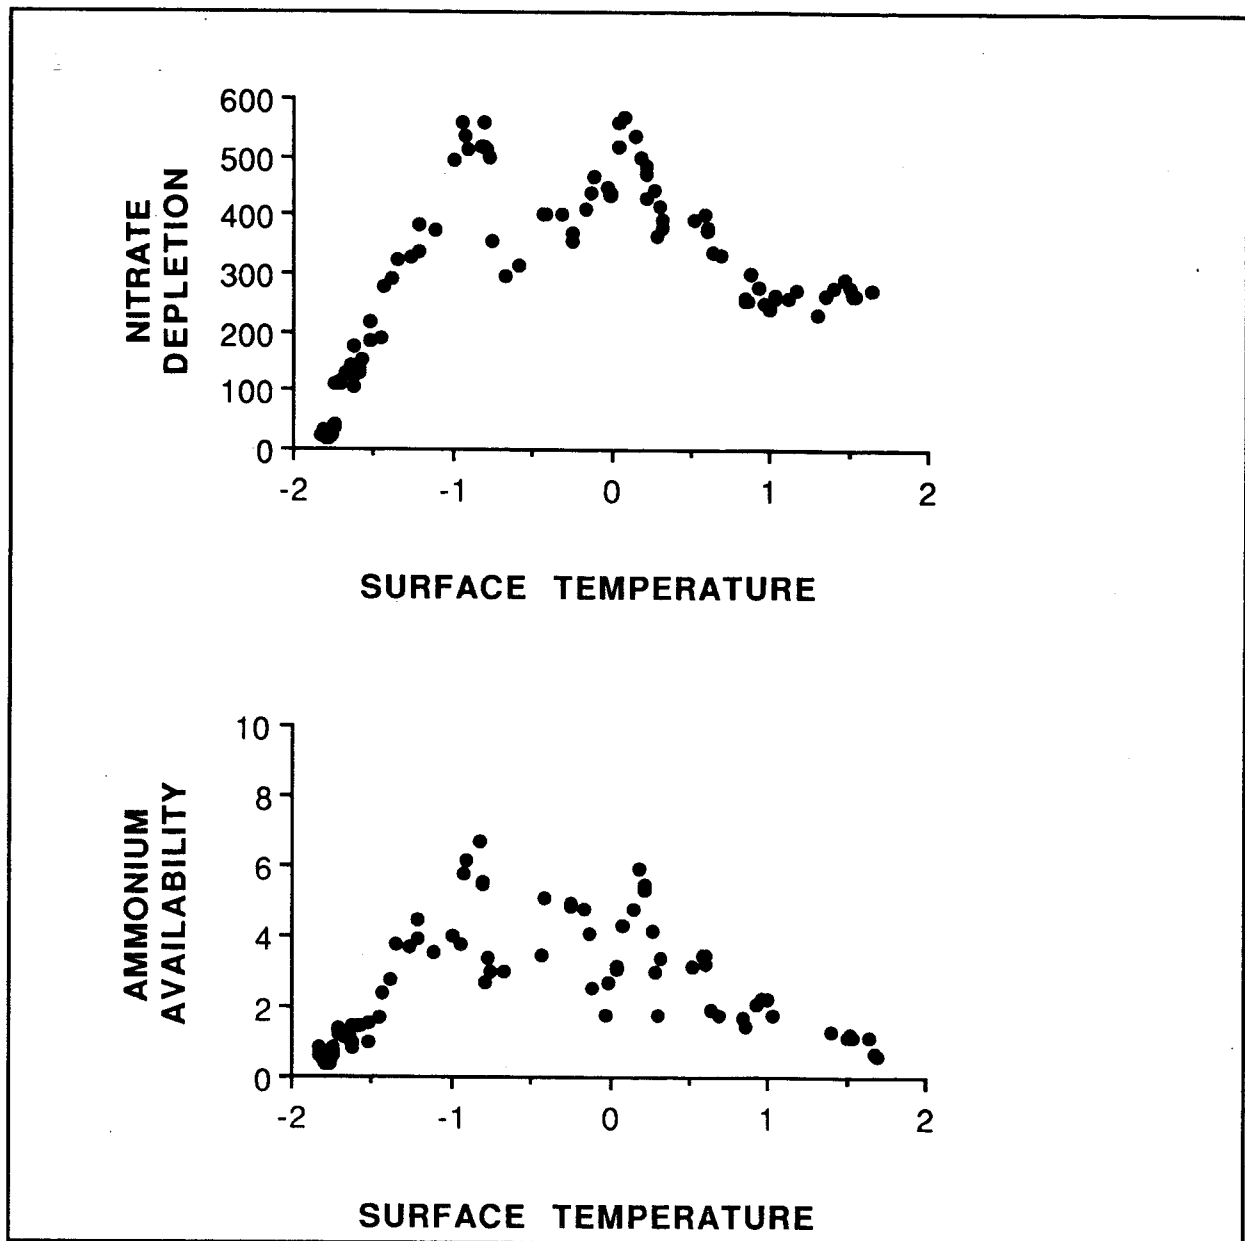 600
500
400
300
200
100
0
NITRATE
DEPLETION
-2 -1 0 1 2
SURFACE TEMPERATURE
10
8
6
4
2
0
AMMONIUM
AVAILABILITY
-2 -1 0 1 2
SURFACE TEMPERATURE